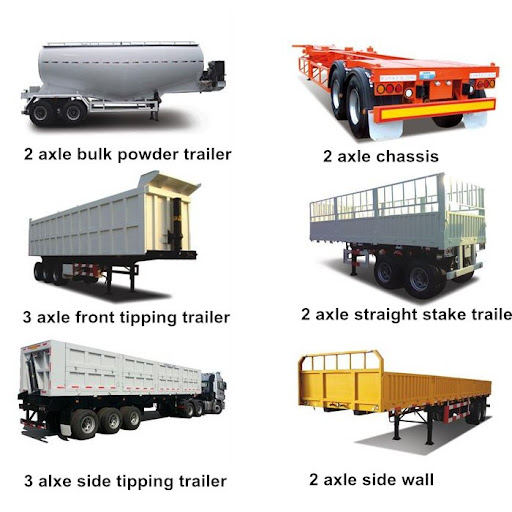 2 axle bulk powder trailer
2 axle chassis
3 axle front tipping trailer
2 axle straight stake traile
3 alxe side tipping trailer
2 axle side wall